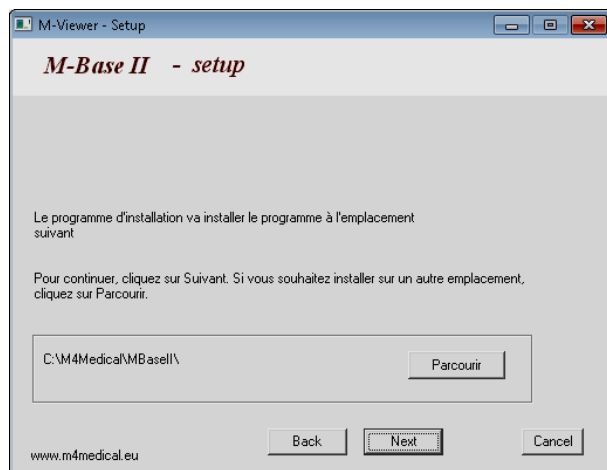 M-Viewer - Setup
M-Base II - setup
Le programme d'installation va installer le programme à l'emplacement
suivant
Pour continuer, cliquez sur Suivant. Si vous souhaitez installer sur un autre emplacement,
cliquez sur Parcourir.
C:\M4Medical\MBaseII\
Parcourir
Back
Next
Cancel
www.m4medical.eu